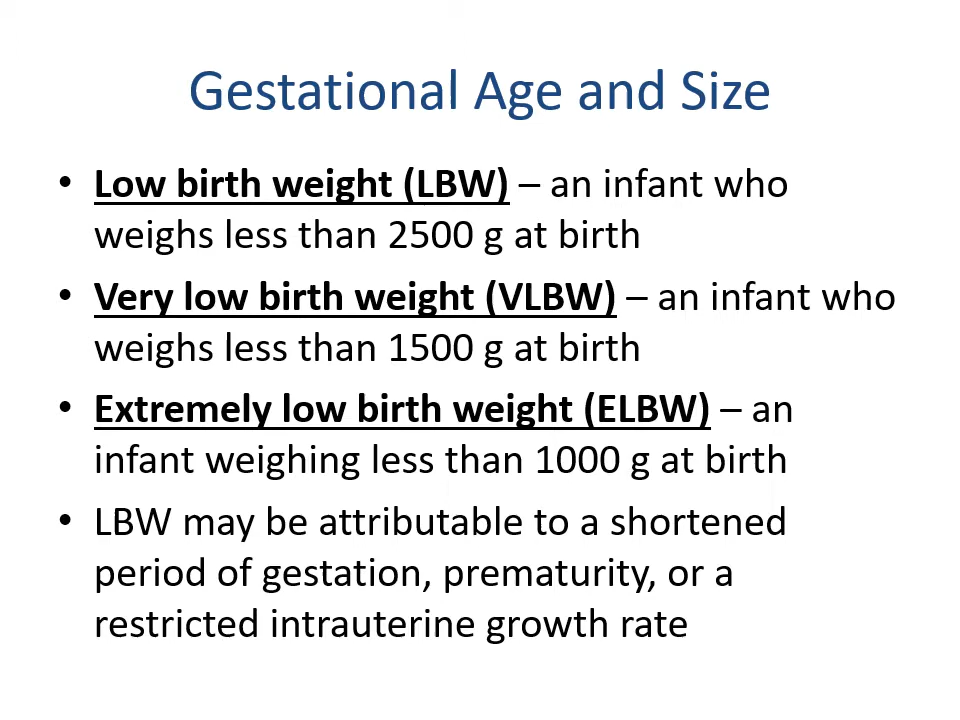 Gestational Age and Size
• Low birth weight (LBW) – an infant who
weighs less than 2500 g at birth
• Very low birth weight (VLBW) – an infant who
weighs less than 1500 g at birth
• Extremely low birth weight (ELBW) – an
infant weighing less than 1000 g at birth
• LBW may be attributable to a shortened
period of gestation, prematurity, or a
restricted intrauterine growth rate